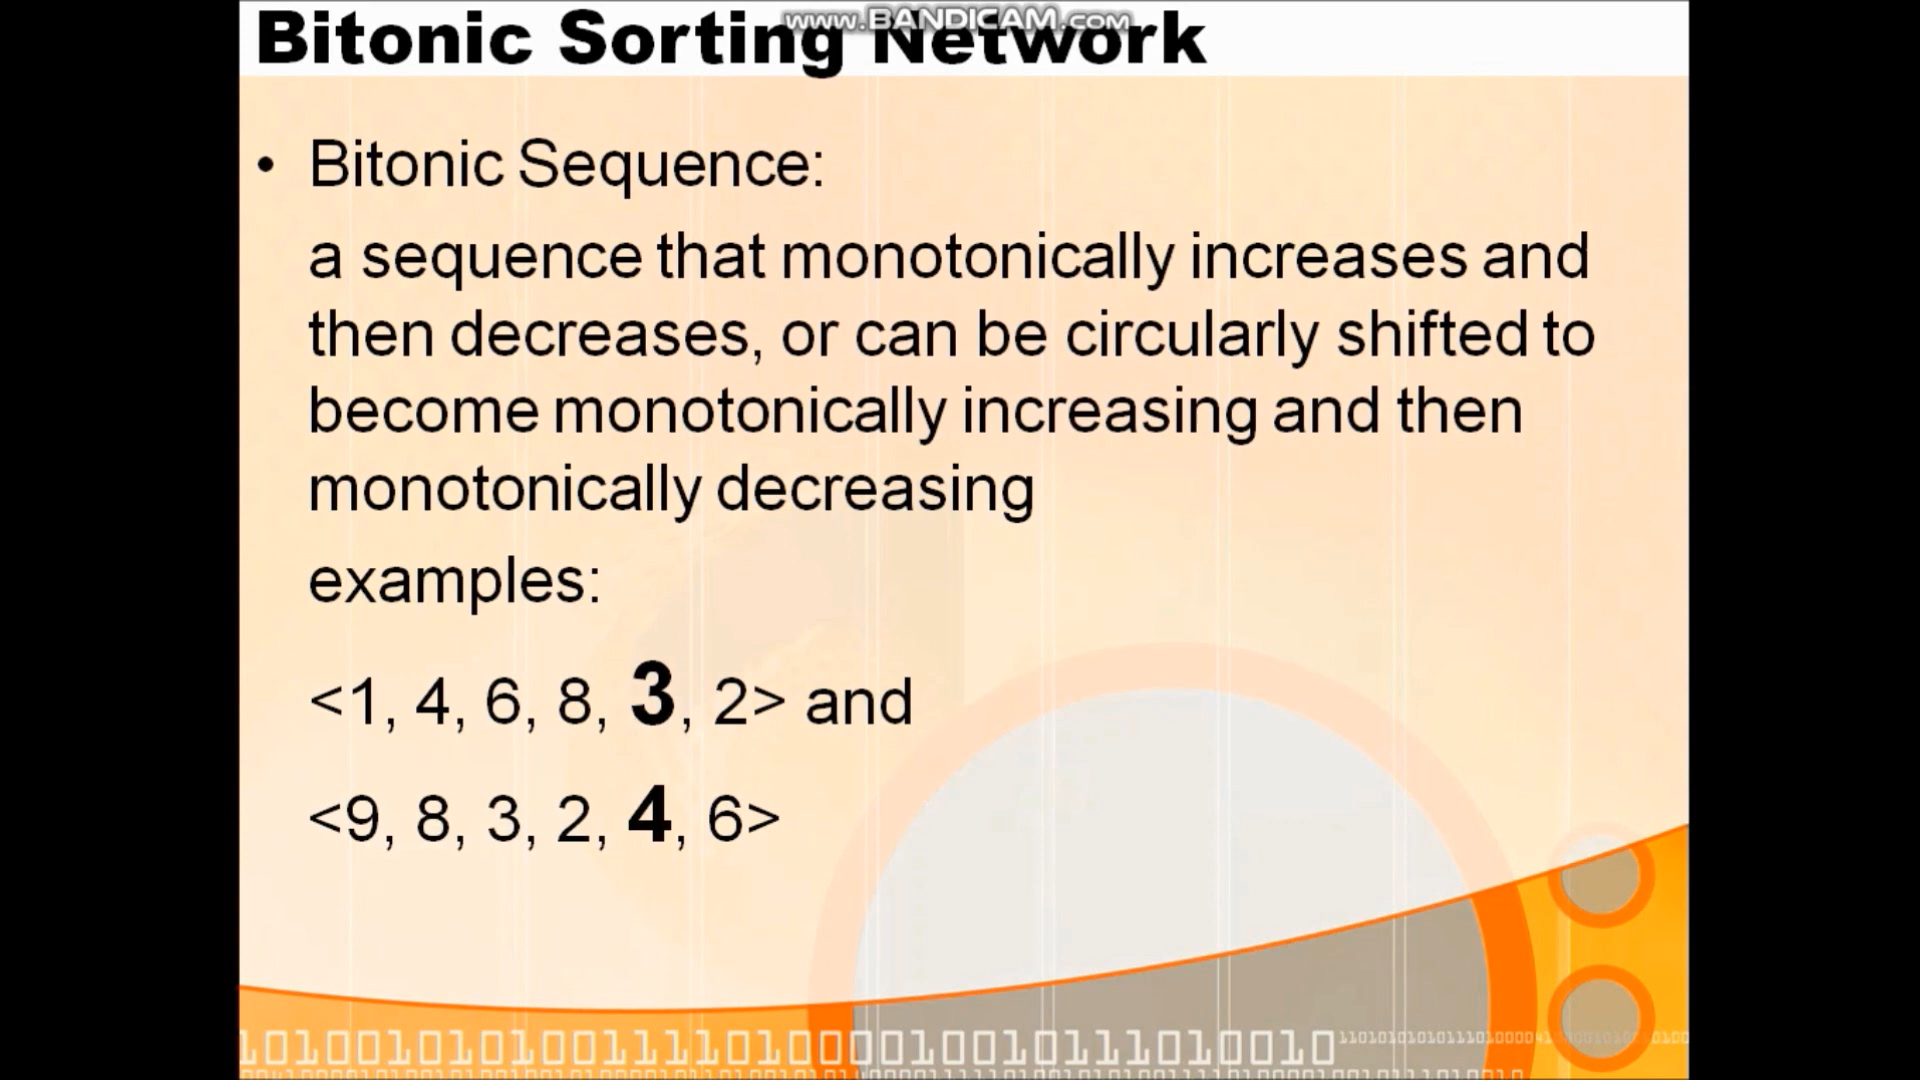 www.BANDICAM.com
Bitonic Sorting Network
• Bitonic Sequence:
a sequence that monotonically increases and
then decreases, or can be circularly shifted to
become monotonically increasing and then
monotonically decreasing
examples:
<1, 4, 6, 8, 3, 2> and
<9, 8, 3, 2, 4, 6>